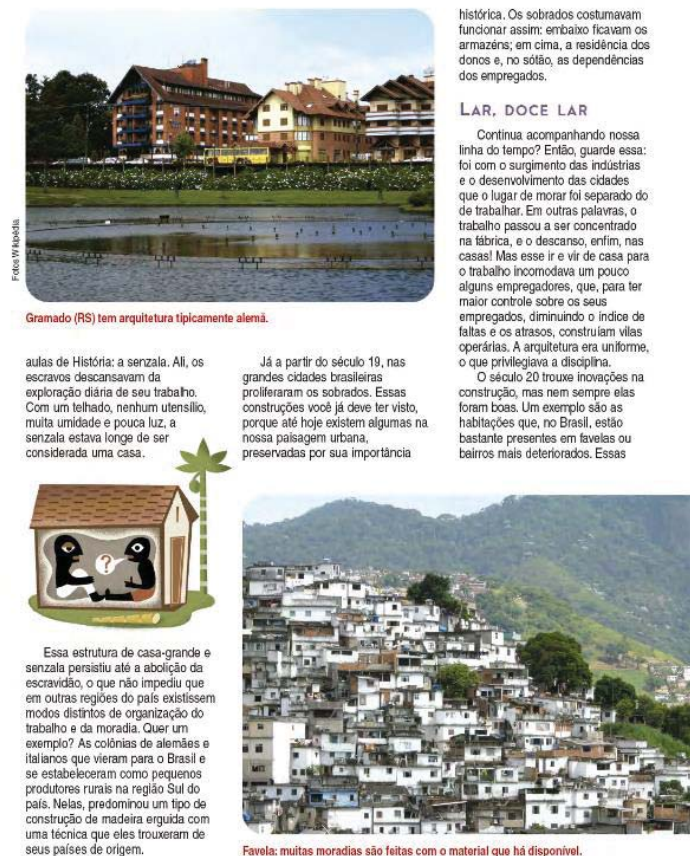 Fotos Wikipédia
Gramado (RS) tem arquitetura tipicamente alemã.
aulas de História: a senzala. Ali, os
escravos descansavam da
exploração diária de seu trabalho.
Com um telhado, nenhum utensílio,
muita umidade e pouca luz, a
senzala estava longe de ser
considerada uma casa.
?
Essa estrutura de casa-grande e
senzala persistiu até a abolição da
escravidão, o que não impediu que
em outras regiões do país existissem
modos distintos de organização do
trabalho e da moradia. Quer um
exemplo? As colônias de alemães e
italianos que vieram para o Brasil e
se estabeleceram como pequenos
produtores rurais na região Sul do
país. Nelas, predominou um tipo de
construção de madeira erguida com
uma técnica que eles trouxeram de
seus países de origem.
Já a partir do século 19, nas
grandes cidades brasileiras
proliferaram os sobrados. Essas
construções você já deve ter visto,
porque até hoje existem algumas na
nossa paisagem urbana,
preservadas por sua importância
histórica. Os sobrados costumavam
funcionar assim: embaixo ficavam os
armazéns; em cima, a residência dos
donos e, no sótão, as dependências
dos empregados.
LAR, DOCE LAR
Continua acompanhando nossa
linha do tempo? Então, guarde essa:
foi com o surgimento das indústrias
e o desenvolvimento das cidades
que o lugar de morar foi separado do
de trabalhar. Em outras palavras, o
trabalho passou a ser concentrado
na fábrica, e o descanso, enfim, nas
casas! Mas esse ir e vir de casa para
o trabalho incomodava um pouco
alguns empregadores, que, para ter
maior controle sobre os seus
empregados, diminuindo o índice de
faltas e os atrasos, construíam vilas
operárias. A arquitetura era uniforme,
o que privilegiava a disciplina.
O século 20 trouxe inovações na
construção, mas nem sempre elas
foram boas. Um exemplo são as
habitações que, no Brasil, estão
bastante presentes em favelas ou
bairros mais deteriorados. Essas
Favela: muitas moradias são feitas com o material que há disponível.